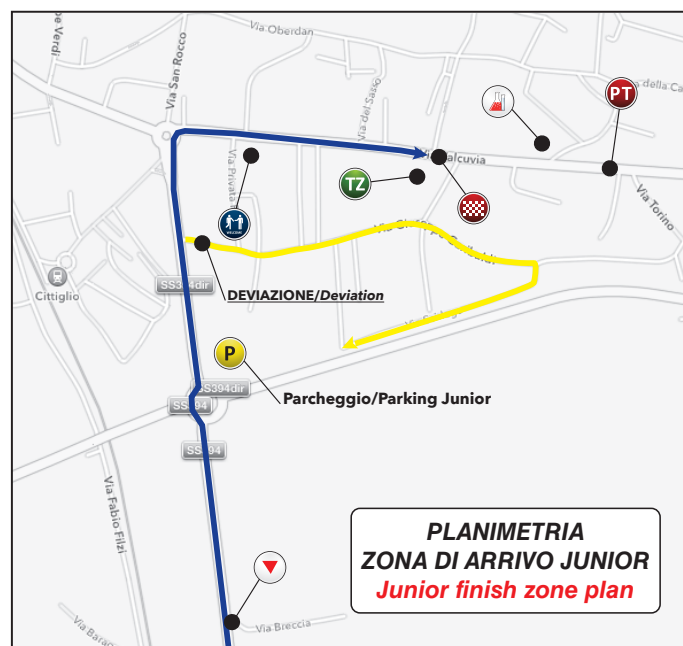 Via Oberdan
Via San Rocco
Via del Sasso
PT
TZ
Via Privata
WELCOME
Via Torino
Cittiglio
SS394dir
DEVIAZIONE/Deviation
P
SS394dir
SS394
Parcheggio/Parking Junior
SS394
Via Fabio Filzi
PLANIMETRIA
ZONA DI ARRIVO JUNIOR
Junior finish zone plan
Via Breccia